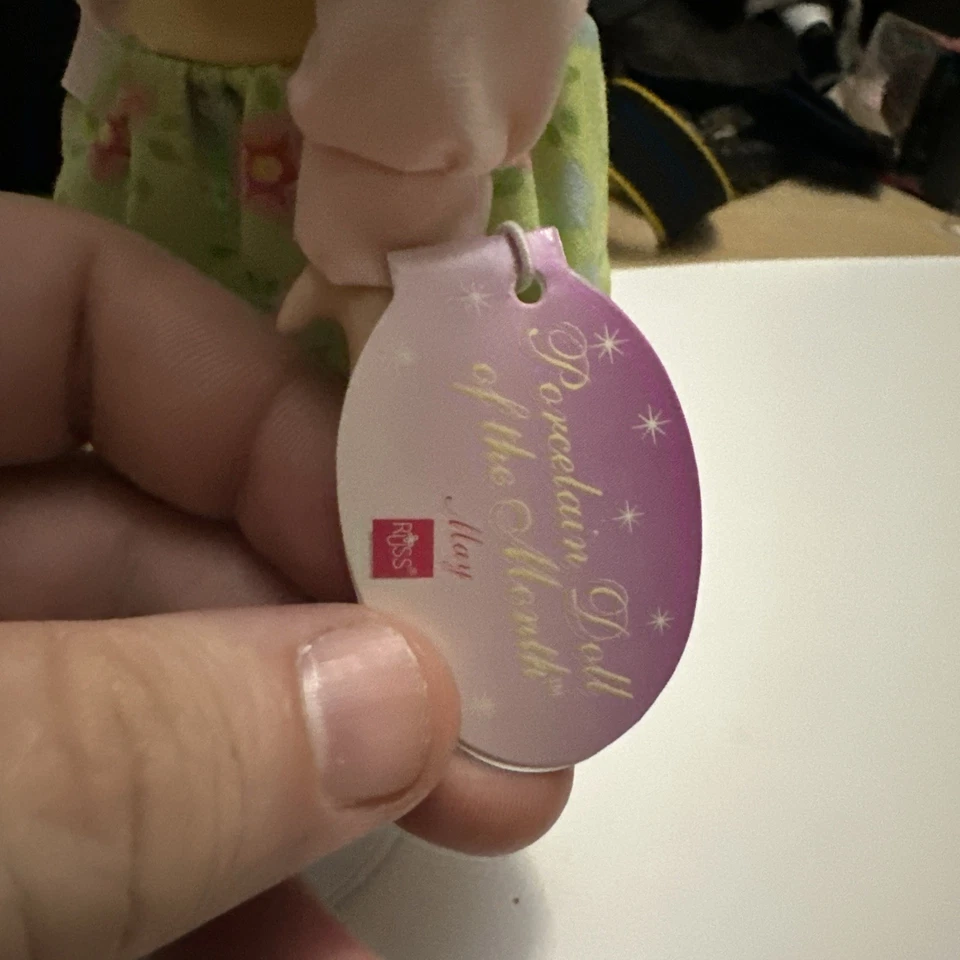 Porcelain Doll
of the Month™
May
RUSS®